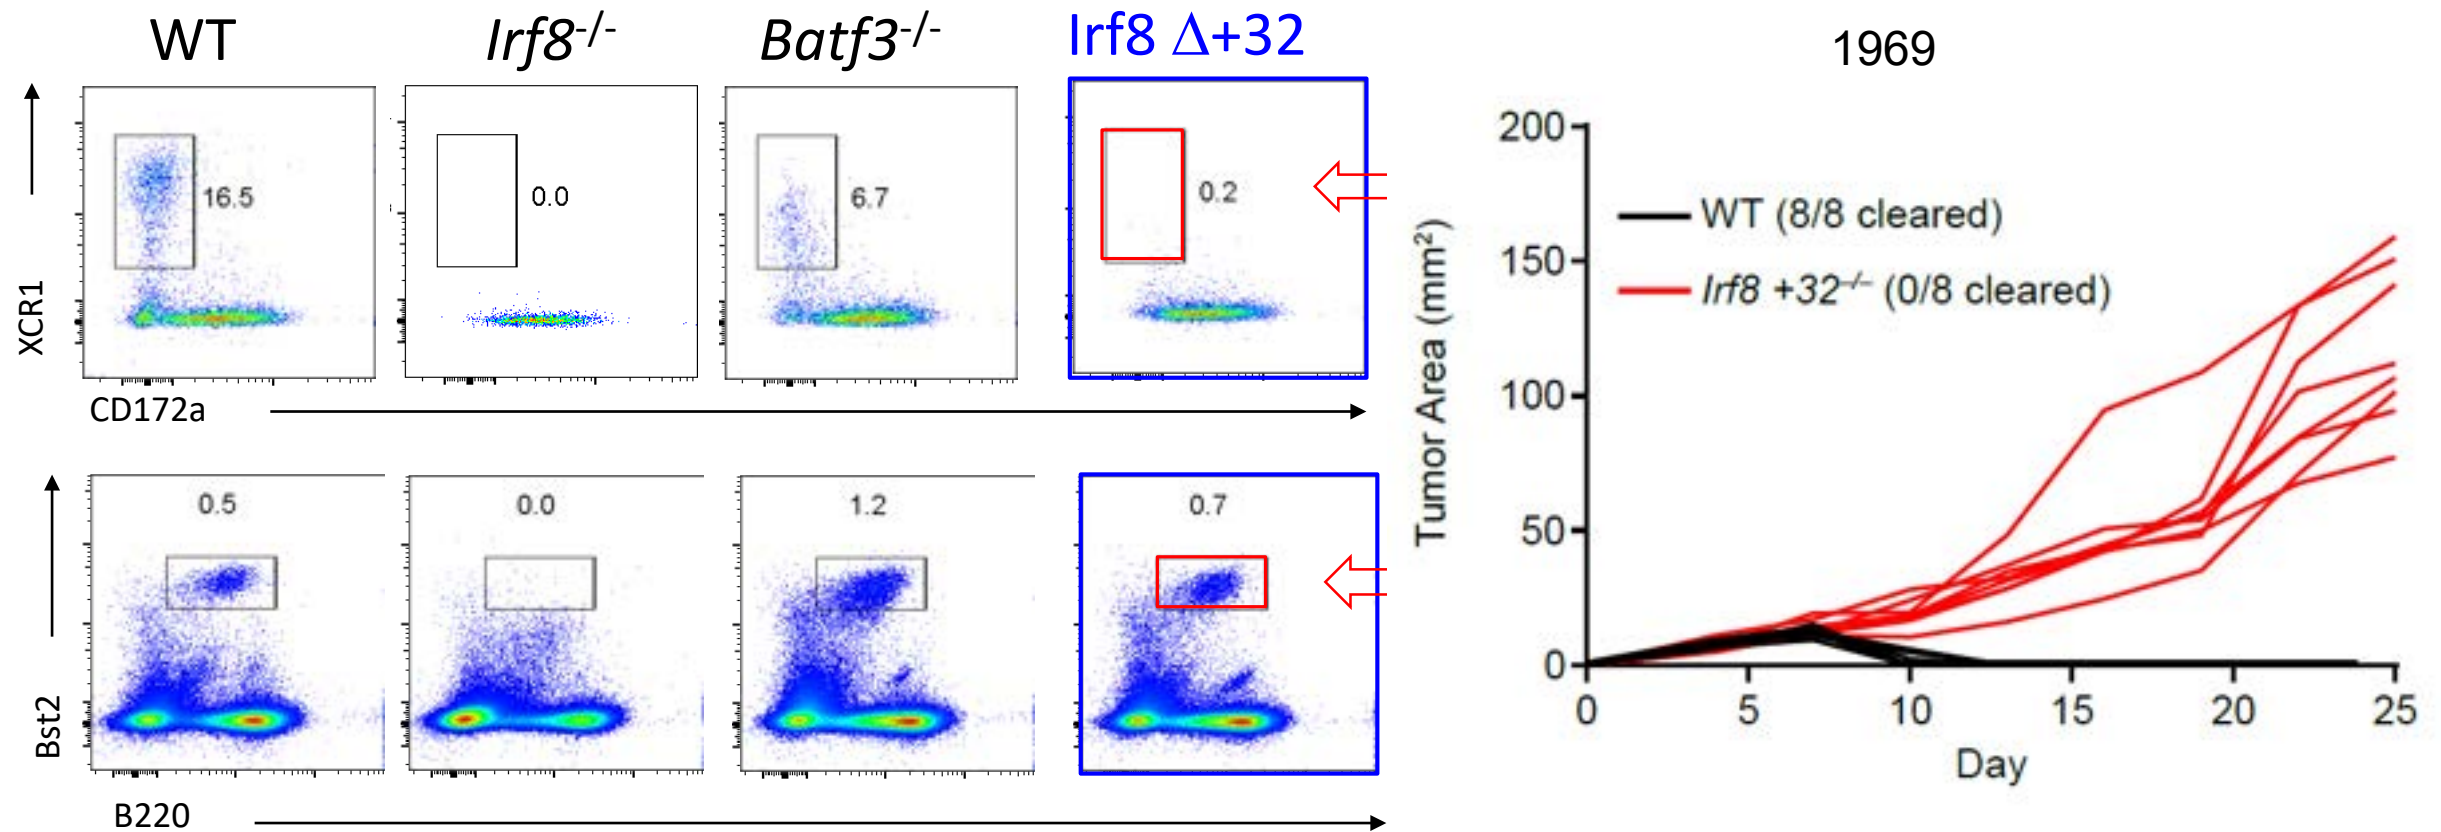 WT
Irf8-/-
Batf3-/-
Irf8 Δ+32
1969
XCR1
16.5
0.0
6.7
0.2
CD172a
Bst2
0.5
0.0
1.2
0.7
B220
Tumor Area (mm²)
200
150
100
50
0
WT (8/8 cleared)
Irf8 +32–/– (0/8 cleared)
0 5 10 15 20 25
Day